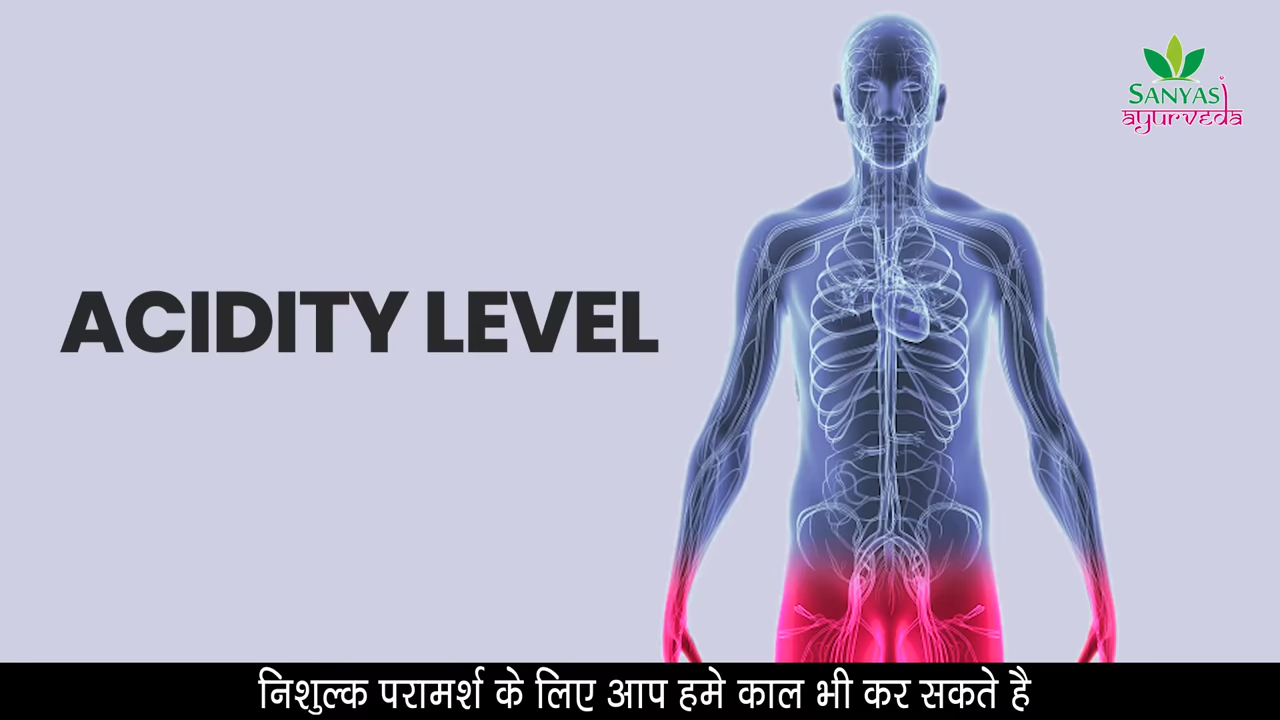 SANYASI
ayurveda
ACIDITY LEVEL
निशुल्क परामर्श के लिए आप हमे काल भी कर सकते है